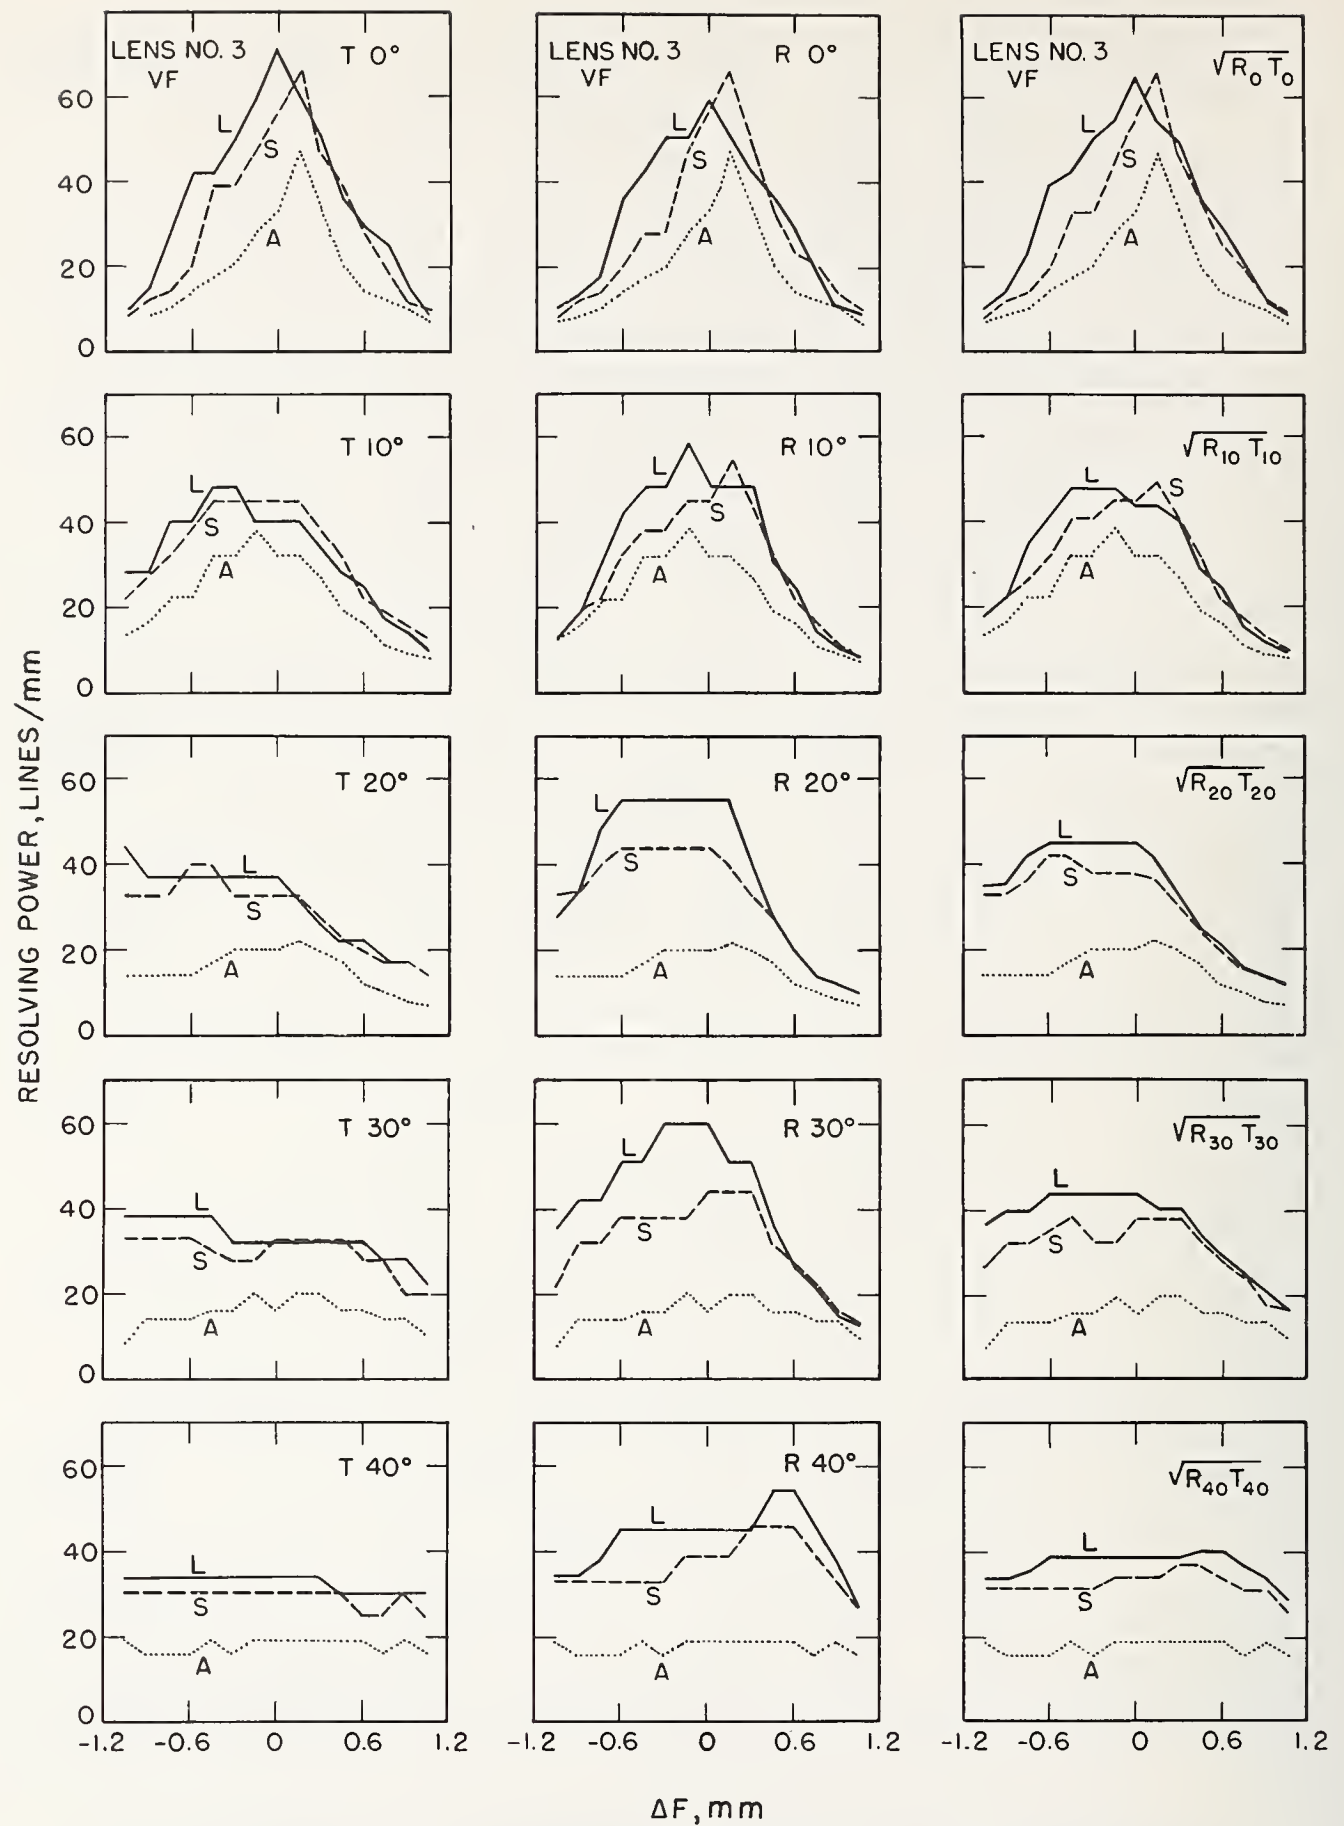 RESOLVING POWER, LINES/mm
LENS NO. 3
VF
T 0°
L
S
A
60
40
20
0
LENS NO. 3
VF
R 0°
L
S
A
LENS NO. 3
VF
√R₀T₀
L
S
A
T 10°
L
S
A
60
40
20
0
R 10°
L
S
A
√R₁₀T₁₀
L
S
A
T 20°
L
S
A
60
40
20
0
R 20°
L
S
A
√R₂₀T₂₀
L
S
A
T 30°
L
S
A
60
40
20
0
R 30°
L
S
A
√R₃₀T₃₀
L
S
A
T 40°
L
S
A
60
40
20
0
R 40°
L
S
A
√R₄₀T₄₀
L
S
A
-1.2 -0.6 0 0.6 1.2
-1.2 -0.6 0 0.6 1.2
-1.2 -0.6 0 0.6 1.2
ΔF, mm